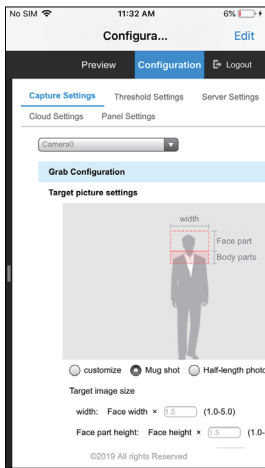 No SIM 11:32 AM 6%
Configura... Edit
Preview Configuration Logout
Capture Settings Threshold Settings Server Settings
Cloud Settings Panel Settings
Camera0
Grab Configuration
Target picture settings
width
Face part
Body parts
customize Mug shot Half-length photo
Target image size
width: Face width × 1.5 (1.0-5.0)
Face part height: Face height × 1.5 (1.0-
©2019 All rights Reserved